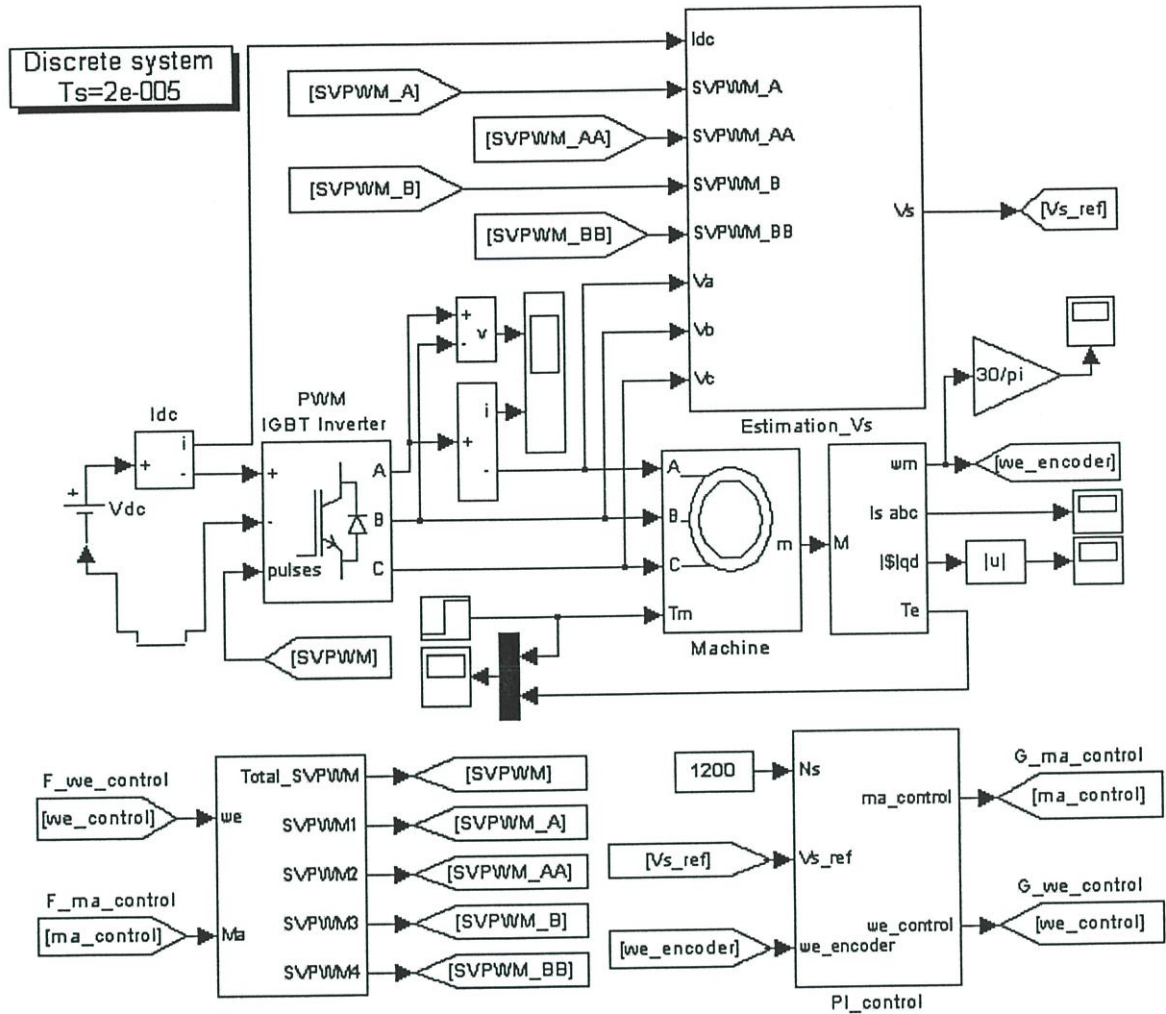 Discrete system
Ts=2e-005
Idc
[SVPWM_A]
SVPWM_A
[SVPWM_AA]
SVPWM_AA
[SVPWM_B]
SVPWM_B
[SVPWM_BB]
SVPWM_BB
Vs
[Vs_ref]
Va
Vb
Vc
Estimation_Vs
+
-
v
+
i
-
30/pi
Idc
+
i
-
+
Vdc
PWM
IGBT Inverter
+
-
pulses
A
B
C
[SVPWM]
A
B
C
Tm
m
Machine
M
wm
Is abc
|$|qd
Te
[we_encoder]
|u|
F_we_control
[we_control]
F_ma_control
[ma_control]
we
Ma
Total_SVPWM
SVPWM1
SVPWM2
SVPWM3
SVPWM4
[SVPWM]
[SVPWM_A]
[SVPWM_AA]
[SVPWM_B]
[SVPWM_BB]
1200
[Vs_ref]
[we_encoder]
Ns
Vs_ref
we_encoder
ma_control
we_control
PI_control
G_ma_control
[ma_control]
G_we_control
[we_control]